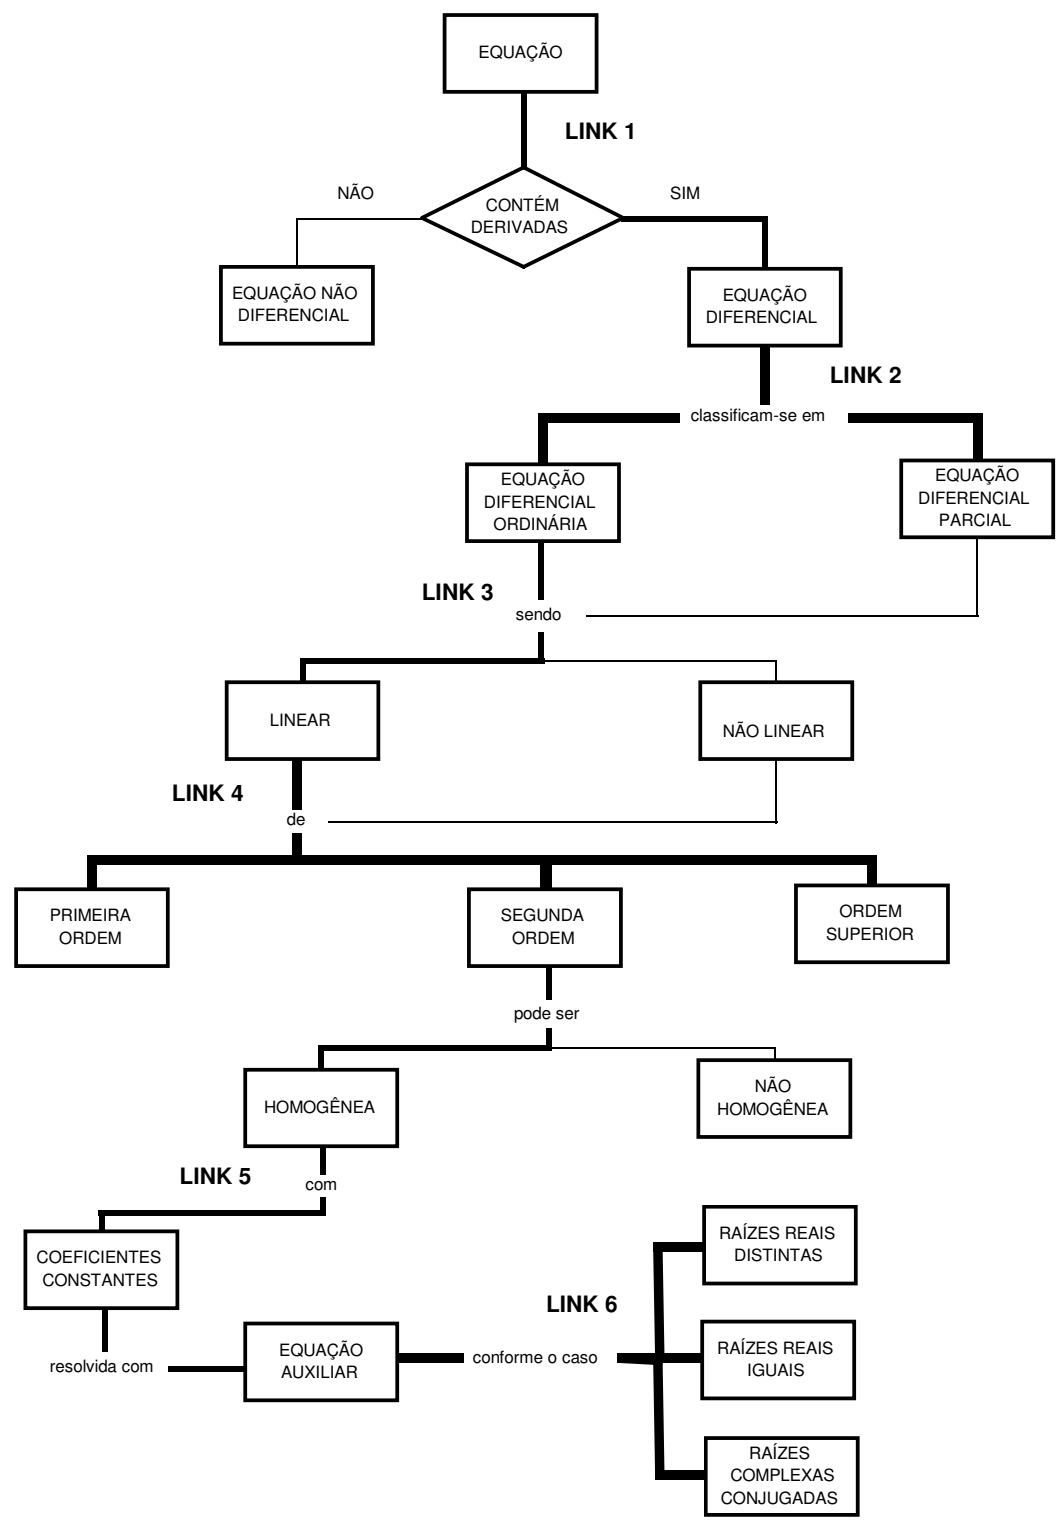 EQUAÇÃO
LINK 1
NÃO
SIM
CONTÉM
DERIVADAS
EQUAÇÃO NÃO
DIFERENCIAL
EQUAÇÃO
DIFERENCIAL
LINK 2
classificam-se em
EQUAÇÃO
DIFERENCIAL
ORDINÁRIA
EQUAÇÃO
DIFERENCIAL
PARCIAL
LINK 3
sendo
LINEAR
NÃO LINEAR
LINK 4
de
PRIMEIRA
ORDEM
SEGUNDA
ORDEM
ORDEM
SUPERIOR
pode ser
HOMOGÊNEA
NÃO
HOMOGÊNEA
LINK 5
com
COEFICIENTES
CONSTANTES
resolvida com
EQUAÇÃO
AUXILIAR
LINK 6
conforme o caso
RAÍZES REAIS
DISTINTAS
RAÍZES REAIS
IGUAIS
RAÍZES
COMPLEXAS
CONJUGADAS